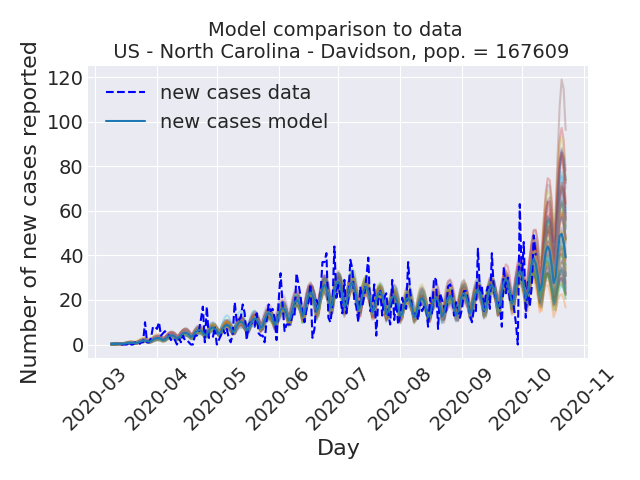 Model comparison to data
US - North Carolina - Davidson, pop. = 167609
Number of new cases reported
120
100
80
60
40
20
0
new cases data
new cases model
2020-03
2020-04
2020-05
2020-06
2020-07
2020-08
2020-09
2020-10
2020-11
Day